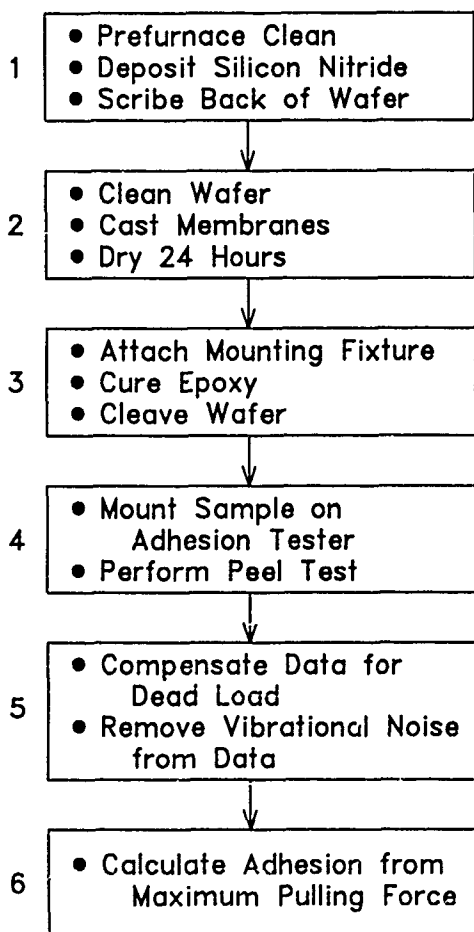 1
● Prefurnace Clean
● Deposit Silicon Nitride
● Scribe Back of Wafer
2
● Clean Wafer
● Cast Membranes
● Dry 24 Hours
3
● Attach Mounting Fixture
● Cure Epoxy
● Cleave Wafer
4
● Mount Sample on
Adhesion Tester
● Perform Peel Test
5
● Compensate Data for
Dead Load
● Remove Vibrational Noise
from Data
6
● Calculate Adhesion from
Maximum Pulling Force